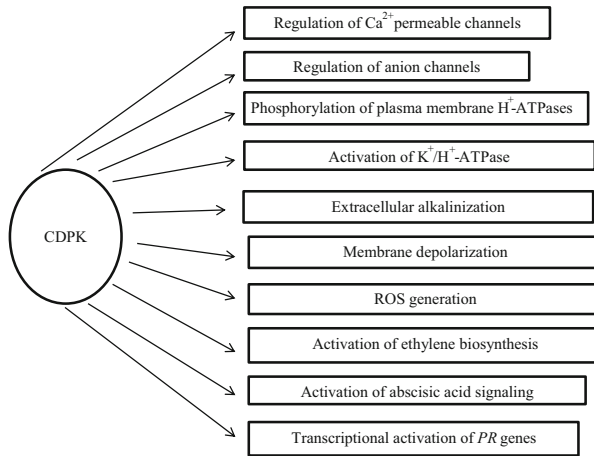 Regulation of Ca²⁺ permeable channels
Regulation of anion channels
Phosphorylation of plasma membrane H⁺-ATPases
Activation of K⁺/H⁺-ATPase
CDPK
Extracellular alkalinization
Membrane depolarization
ROS generation
Activation of ethylene biosynthesis
Activation of abscisic acid signaling
Transcriptional activation of PR genes